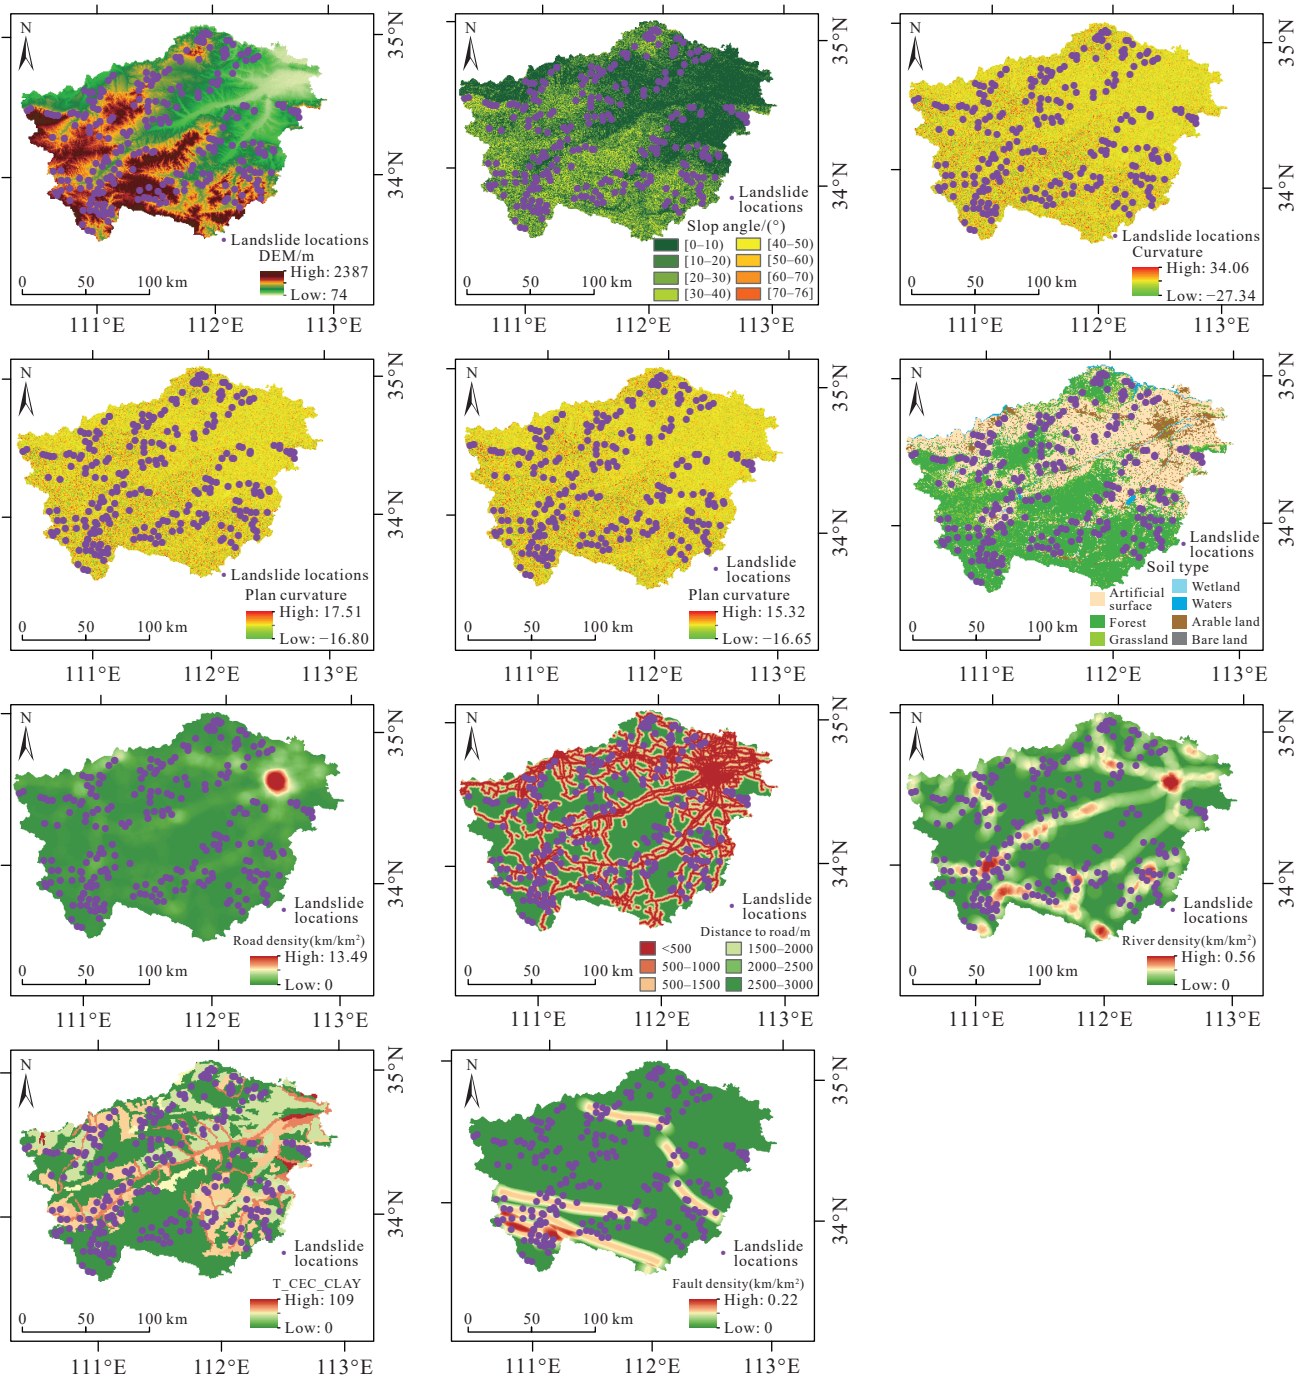 N
35°N
34°N
Landslide locations
DEM/m
High: 2387
Low: 74
0 50 100 km
111°E 112°E 113°E
N
35°N
34°N
Landslide
locations
Slop angle/(°)
[0–10) [40–50)
[10–20) [50–60)
[20–30) [60–70)
[30–40) [70–76]
0 50 100 km
111°E 112°E 113°E
N
35°N
34°N
Landslide locations
Curvature
High: 34.06
Low: −27.34
0 50 100 km
111°E 112°E 113°E
N
35°N
34°N
Landslide locations
Plan curvature
High: 17.51
Low: −16.80
0 50 100 km
111°E 112°E 113°E
N
35°N
34°N
Landslide
locations
Plan curvature
High: 15.32
Low: −16.65
0 50 100 km
111°E 112°E 113°E
N
35°N
34°N
Landslide
locations
Soil type
Artificial
surface
Forest
Grassland
Wetland
Waters
Arable land
Bare land
0 50 100 km
111°E 112°E 113°E
N
35°N
34°N
Landslide
locations
Road density(km/km²)
High: 13.49
Low: 0
0 50 100 km
111°E 112°E 113°E
N
35°N
34°N
Landslide
locations
Distance to road/m
<500 1500–2000
500–1000 2000–2500
500–1500 2500–3000
0 50 100 km
111°E 112°E 113°E
N
35°N
34°N
Landslide
locations
River density(km/km²)
High: 0.56
Low: 0
0 50 100 km
111°E 112°E 113°E
N
35°N
34°N
Landslide
locations
T_CEC_CLAY
High: 109
Low: 0
0 50 100 km
111°E 112°E 113°E
N
35°N
34°N
Landslide
locations
Fault density(km/km²)
High: 0.22
Low: 0
0 50 100 km
111°E 112°E 113°E